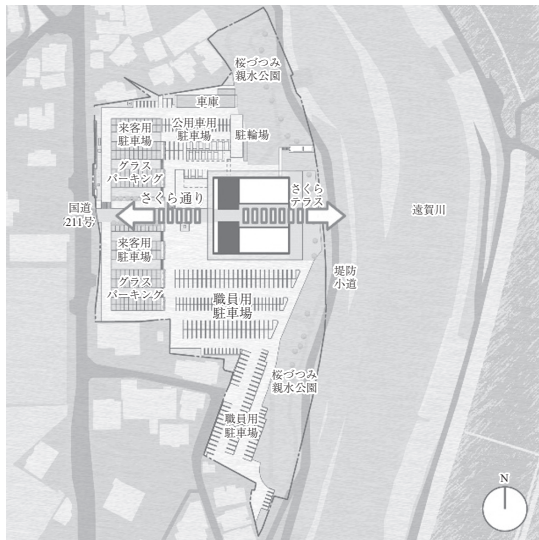 桜づつみ
親水公園
車庫
来客用
駐車場
公用車用
駐車場
駐輪場
グラス
パーキング
さくら通り
さくら
テラス
国道
211号
遠賀川
来客用
駐車場
グラス
パーキング
堤防
小道
職員用
駐車場
桜づつみ
親水公園
職員用
駐車場
N